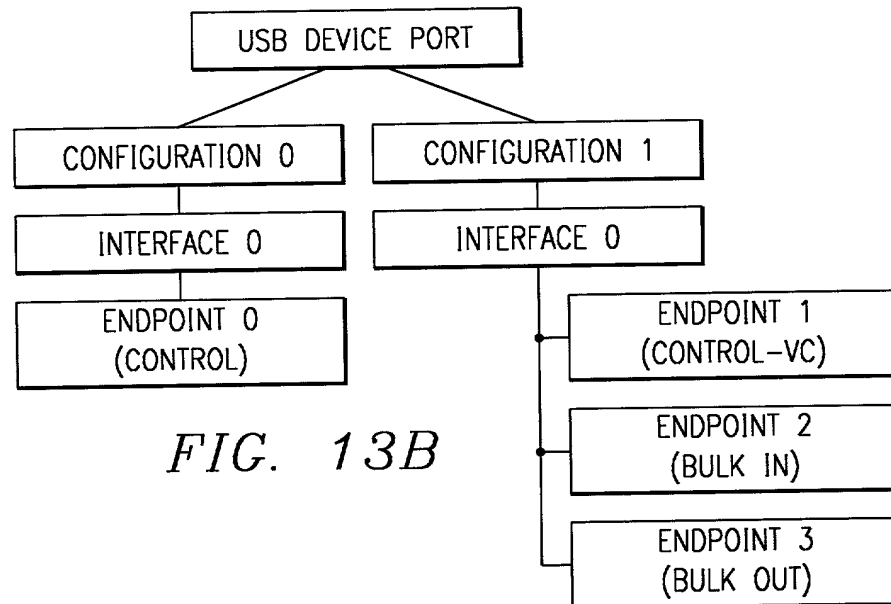 USB DEVICE PORT
CONFIGURATION 0
CONFIGURATION 1
INTERFACE 0
INTERFACE 0
ENDPOINT 0
(CONTROL)
ENDPOINT 1
(CONTROL-VC)
ENDPOINT 2
(BULK IN)
ENDPOINT 3
(BULK OUT)
FIG. 13B